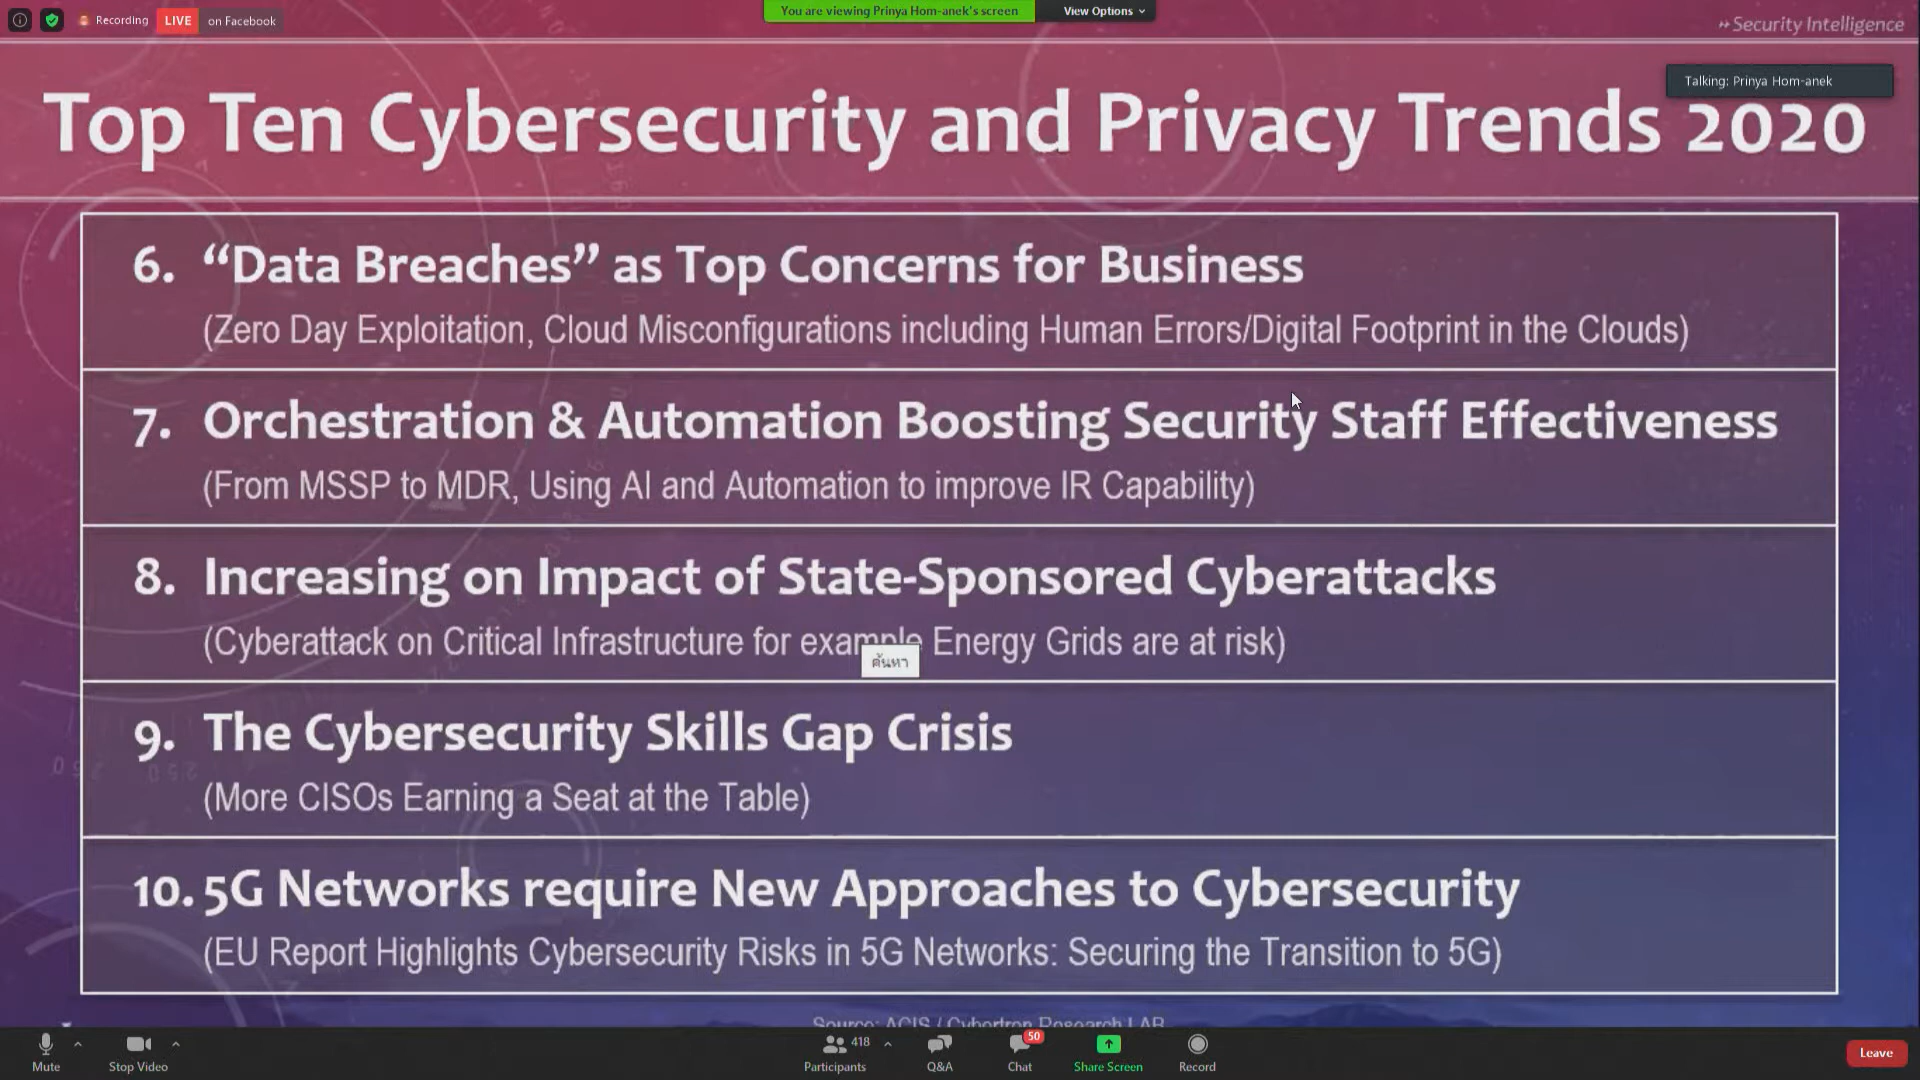 Recording LIVE on Facebook
You are viewing Prinya Hom-anek's screen View Options
Security Intelligence
Talking: Prinya Hom-anek
Top Ten Cybersecurity and Privacy Trends 2020
6. “Data Breaches” as Top Concerns for Business
(Zero Day Exploitation, Cloud Misconfigurations including Human Errors/Digital Footprint in the Clouds)
7. Orchestration & Automation Boosting Security Staff Effectiveness
(From MSSP to MDR, Using AI and Automation to improve IR Capability)
8. Increasing on Impact of State-Sponsored Cyberattacks
(Cyberattack on Critical Infrastructure for example Energy Grids are at risk)
ค้นหา
9. The Cybersecurity Skills Gap Crisis
(More CISOs Earning a Seat at the Table)
10. 5G Networks require New Approaches to Cybersecurity
(EU Report Highlights Cybersecurity Risks in 5G Networks: Securing the Transition to 5G)
Source: ACIS / Cybertron Research LAB
418 50
Mute Stop Video Participants Q&A Chat Share Screen Record Leave